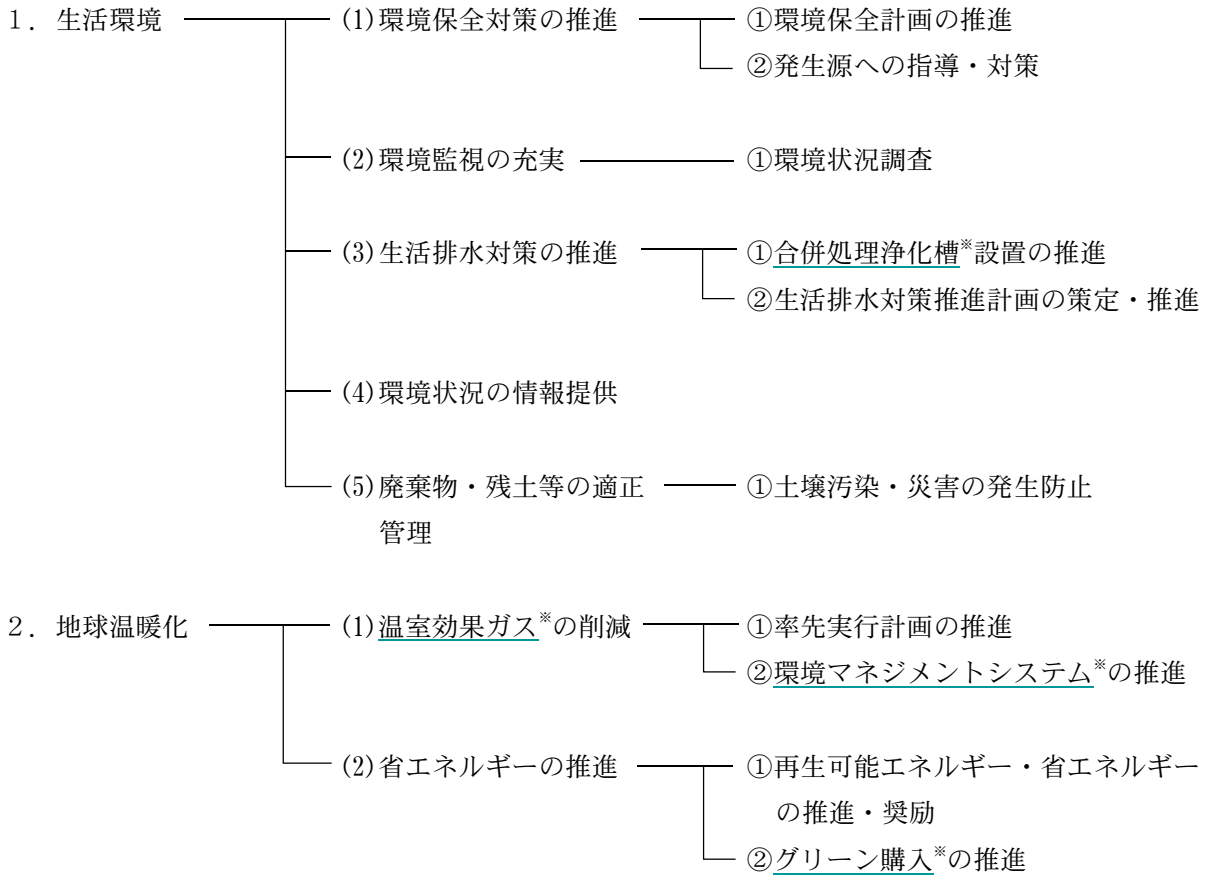 １．生活環境 (1)環境保全対策の推進 ①環境保全計画の推進
②発生源への指導・対策
(2)環境監視の充実 ①環境状況調査
(3)生活排水対策の推進 ①合併処理浄化槽※設置の推進
②生活排水対策推進計画の策定・推進
(4)環境状況の情報提供
(5)廃棄物・残土等の適正 ①土壌汚染・災害の発生防止
管理
２．地球温暖化 (1)温室効果ガス※の削減 ①率先実行計画の推進
②環境マネジメントシステム※の推進
(2)省エネルギーの推進 ①再生可能エネルギー・省エネルギー
の推進・奨励
②グリーン購入※の推進